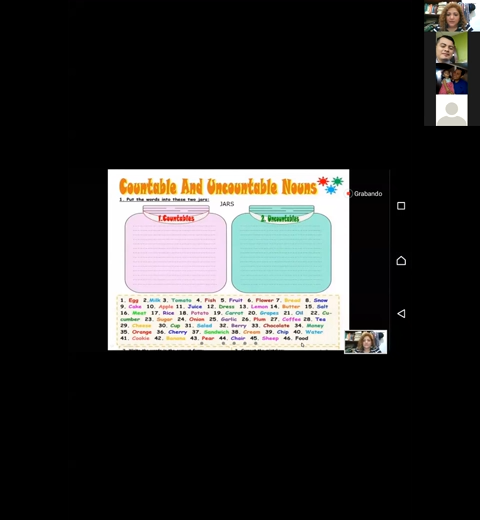 Countable And Uncountable Nouns
1. Put the words into these two jars:
JARS
Grabando
1.Countables
2. Uncountables
1. Egg 2.Milk 3. Tomato 4. Fish 5. Fruit 6. Flower 7. Bread 8. Snow
9. Cake 10. Apple 11. Juice 12. Dress 13. Lemon 14. Butter 15. Salt
16. Meat 17. Rice 18. Potato 19. Carrot 20. Grapes 21. Oil 22. Cu-
cumber 23. Sugar 24. Onion 25. Garlic 26. Plum 27. Coffee 28. Tea
29. Cheese 30. Cup 31. Salad 32. Berry 33. Chocolate 34. Money
35. Orange 36. Cherry 37. Sandwich 38. Cream 39. Chip 40. Water
41. Cookie 42. Banana 43. Pear 44. Chair 45. Sheep 46. Food